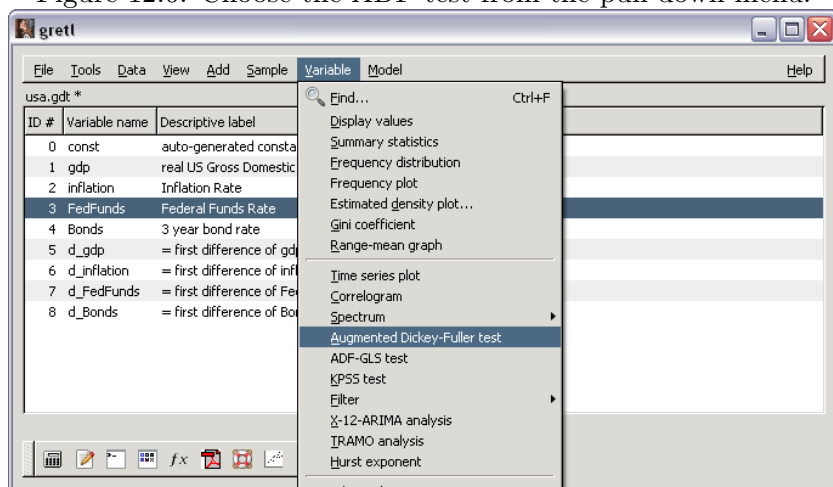 Figure 12.6: Choose the ADF test from the pull-down menu.
gretl
File Tools Data View Add Sample Variable Model Help
usa.gdt *
ID # Variable name Descriptive label
0 const auto-generated consta
1 gdp real US Gross Domestic
2 inflation Inflation Rate
3 FedFunds Federal Funds Rate
4 Bonds 3 year bond rate
5 d_gdp = first difference of gd
6 d_inflation = first difference of infl
7 d_FedFunds = first difference of Fe
8 d_Bonds = first difference of Bo
Find... Ctrl+F
Display values
Summary statistics
Frequency distribution
Frequency plot
Estimated density plot...
Gini coefficient
Range-mean graph
Time series plot
Correlogram
Spectrum
Augmented Dickey-Fuller test
ADF-GLS test
KPSS test
Filter
X-12-ARIMA analysis
TRAMO analysis
Hurst exponent
fx